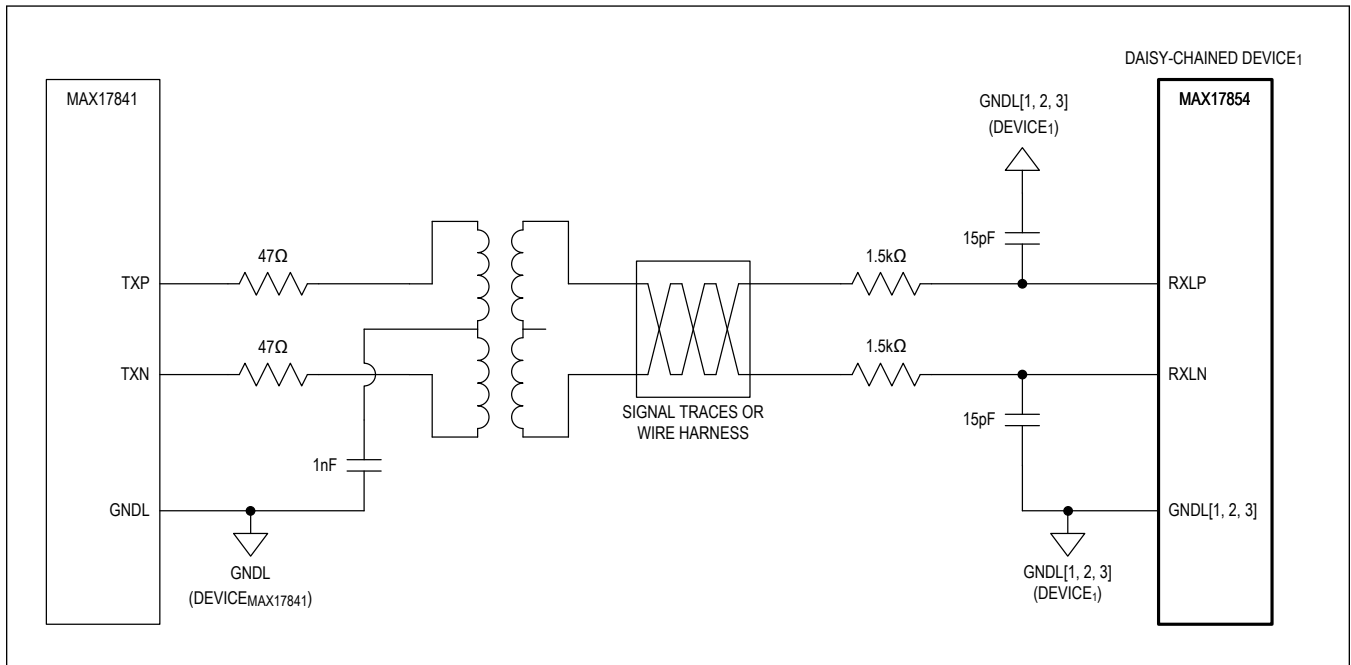 DAISY-CHAINED DEVICE1
MAX17841
GNDL[1, 2, 3]
(DEVICE1)
MAX17854
47Ω
15pF
1.5kΩ
TXP
RXLP
47Ω
1.5kΩ
TXN
RXLN
SIGNAL TRACES OR
WIRE HARNESS
15pF
1nF
GNDL
GNDL[1, 2, 3]
GNDL
(DEVICEMAX17841)
GNDL[1, 2, 3]
(DEVICE1)